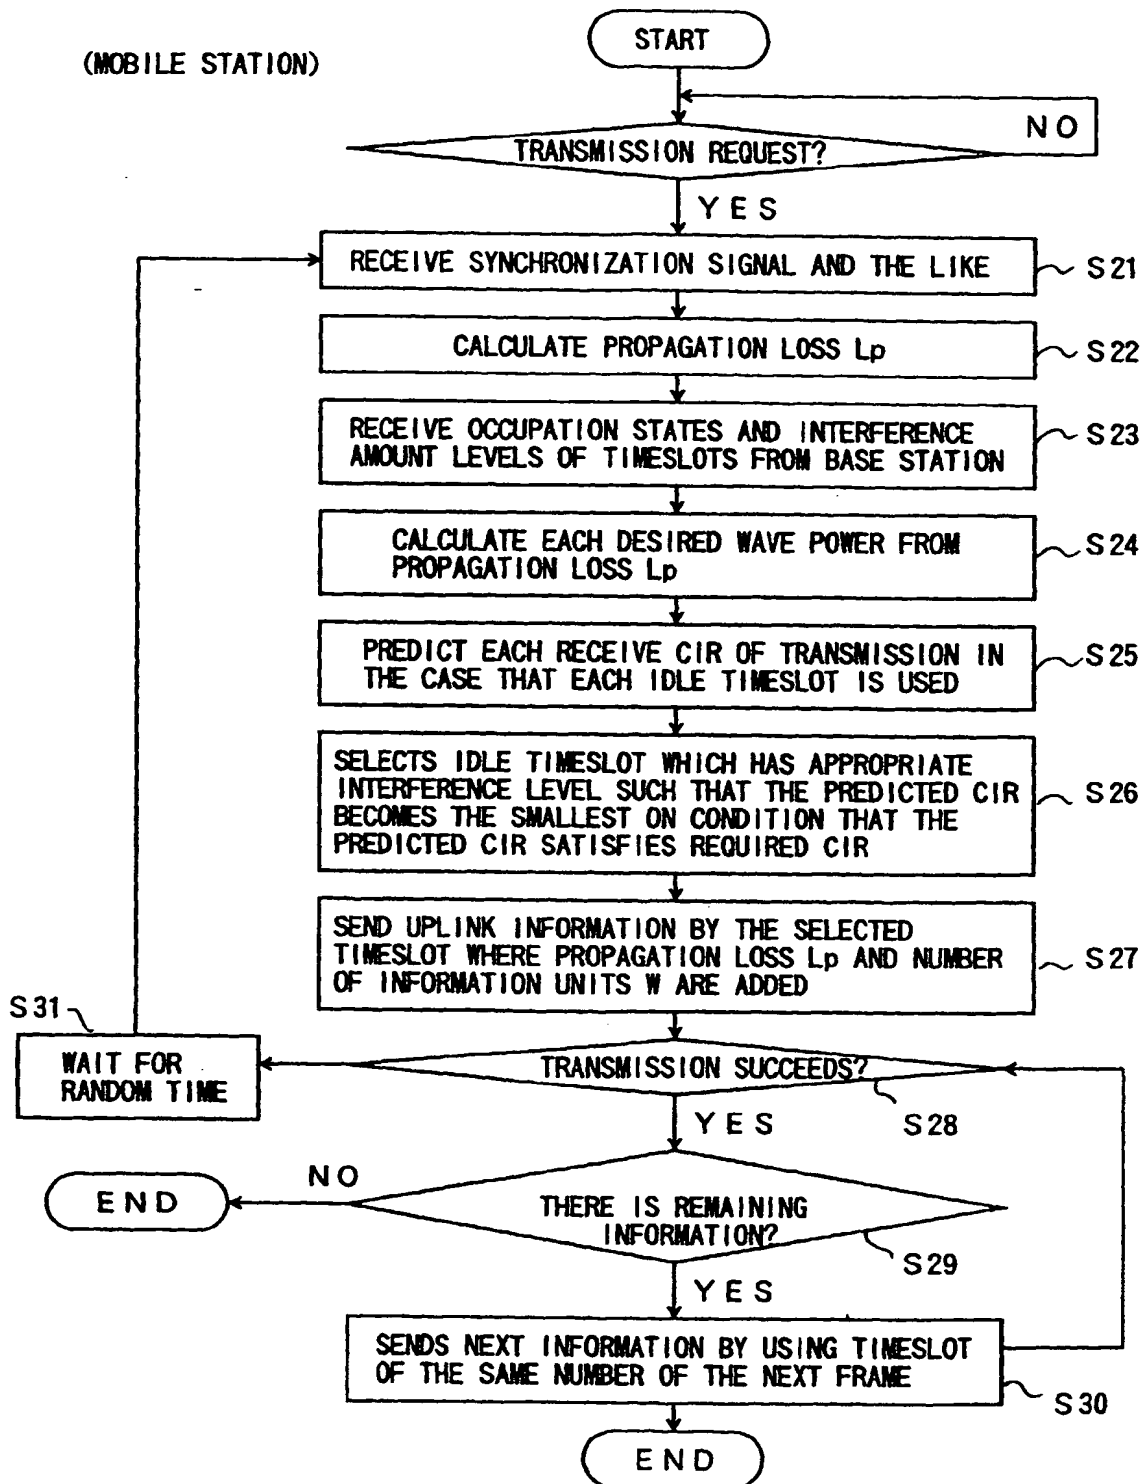 START
(MOBILE STATION)
NO
TRANSMISSION REQUEST?
YES
RECEIVE SYNCHRONIZATION SIGNAL AND THE LIKE
S21
CALCULATE PROPAGATION LOSS Lp
S22
RECEIVE OCCUPATION STATES AND INTERFERENCE
AMOUNT LEVELS OF TIMESLOTS FROM BASE STATION
S23
CALCULATE EACH DESIRED WAVE POWER FROM
PROPAGATION LOSS Lp
S24
PREDICT EACH RECEIVE CIR OF TRANSMISSION IN
THE CASE THAT EACH IDLE TIMESLOT IS USED
S25
SELECTS IDLE TIMESLOT WHICH HAS APPROPRIATE
INTERFERENCE LEVEL SUCH THAT THE PREDICTED CIR
BECOMES THE SMALLEST ON CONDITION THAT THE
PREDICTED CIR SATISFIES REQUIRED CIR
S26
SEND UPLINK INFORMATION BY THE SELECTED
TIMESLOT WHERE PROPAGATION LOSS Lp AND NUMBER
OF INFORMATION UNITS W ARE ADDED
S27
S31
WAIT FOR
RANDOM TIME
TRANSMISSION SUCCEEDS?
S28
YES
NO
END
THERE IS REMAINING
INFORMATION?
S29
YES
SENDS NEXT INFORMATION BY USING TIMESLOT
OF THE SAME NUMBER OF THE NEXT FRAME
S30
END